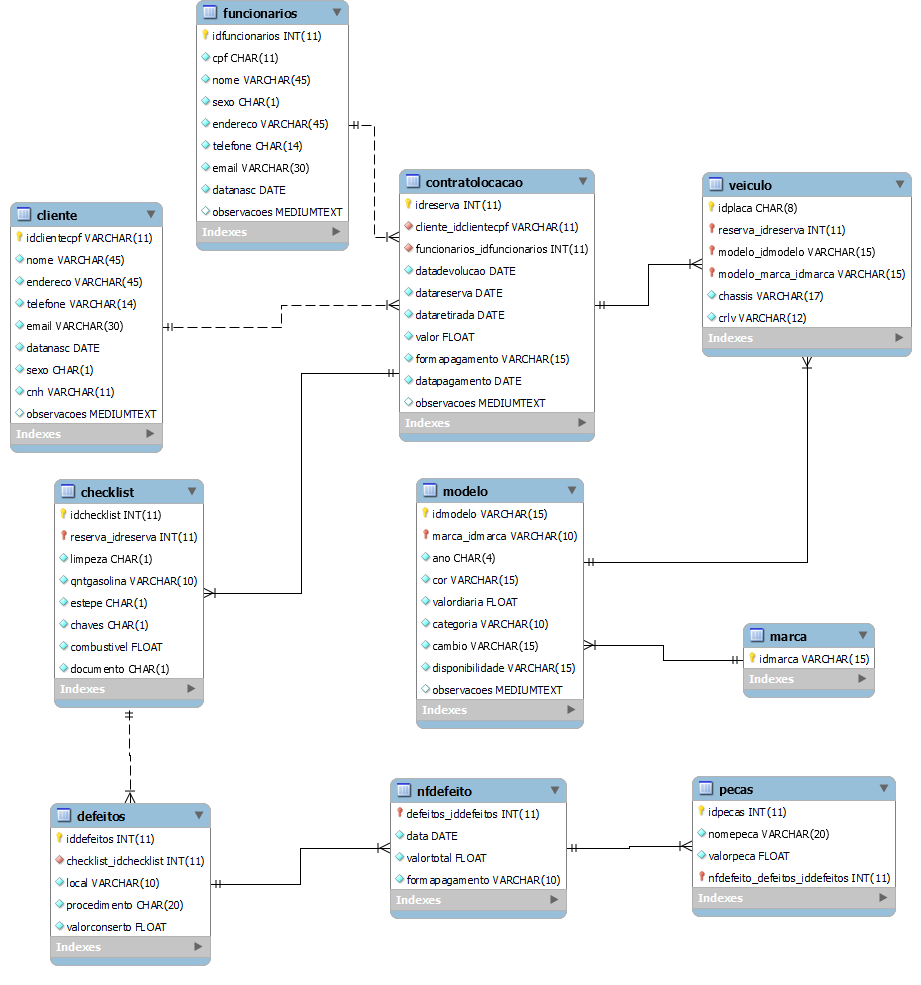 funcionarios
idfuncionarios INT(11)
cpf CHAR(11)
nome VARCHAR(45)
sexo CHAR(1)
endereco VARCHAR(45)
telefone CHAR(14)
email VARCHAR(30)
datanasc DATE
observacoes MEDIUMTEXT
Indexes
cliente
idclientecpf VARCHAR(11)
nome VARCHAR(45)
endereco VARCHAR(45)
telefone VARCHAR(14)
email VARCHAR(30)
datanasc DATE
sexo CHAR(1)
cnh VARCHAR(11)
observacoes MEDIUMTEXT
Indexes
contratolocacao
idreserva INT(11)
cliente_idclientecpf VARCHAR(11)
funcionarios_idfuncionarios INT(11)
datadevolucao DATE
datareserva DATE
dataretirada DATE
valor FLOAT
formapagamento VARCHAR(15)
datapagamento DATE
observacoes MEDIUMTEXT
Indexes
veiculo
idplaca CHAR(8)
reserva_idreserva INT(11)
modelo_idmodelo VARCHAR(15)
modelo_marca_idmarca VARCHAR(15)
chassis VARCHAR(17)
crlv VARCHAR(12)
Indexes
checklist
idchecklist INT(11)
reserva_idreserva INT(11)
limpeza CHAR(1)
qntgasolina VARCHAR(10)
estepe CHAR(1)
chaves CHAR(1)
combustivel FLOAT
documento CHAR(1)
Indexes
modelo
idmodelo VARCHAR(15)
marca_idmarca VARCHAR(10)
ano CHAR(4)
cor VARCHAR(15)
valordiaria FLOAT
categoria VARCHAR(10)
cambio VARCHAR(15)
disponibilidade VARCHAR(15)
observacoes MEDIUMTEXT
Indexes
marca
idmarca VARCHAR(15)
Indexes
defeitos
iddefeitos INT(11)
checklist_idchecklist INT(11)
local VARCHAR(10)
procedimento CHAR(20)
valorconserto FLOAT
Indexes
nfdefeito
defeitos_iddefeitos INT(11)
data DATE
valortotal FLOAT
formapagamento VARCHAR(10)
Indexes
pecas
idpecas INT(11)
nomepeca VARCHAR(20)
valorpeca FLOAT
nfdefeito_defeitos_iddefeitos INT(11)
Indexes